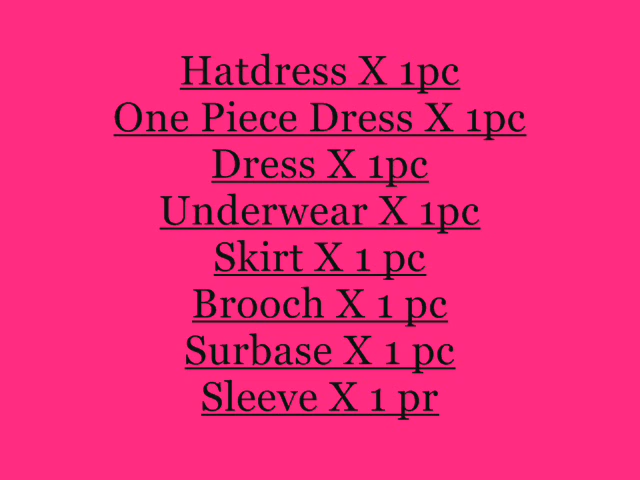 Hatdress X 1pc
One Piece Dress X 1pc
Dress X 1pc
Underwear X 1pc
Skirt X 1 pc
Brooch X 1 pc
Surbase X 1 pc
Sleeve X 1 pr